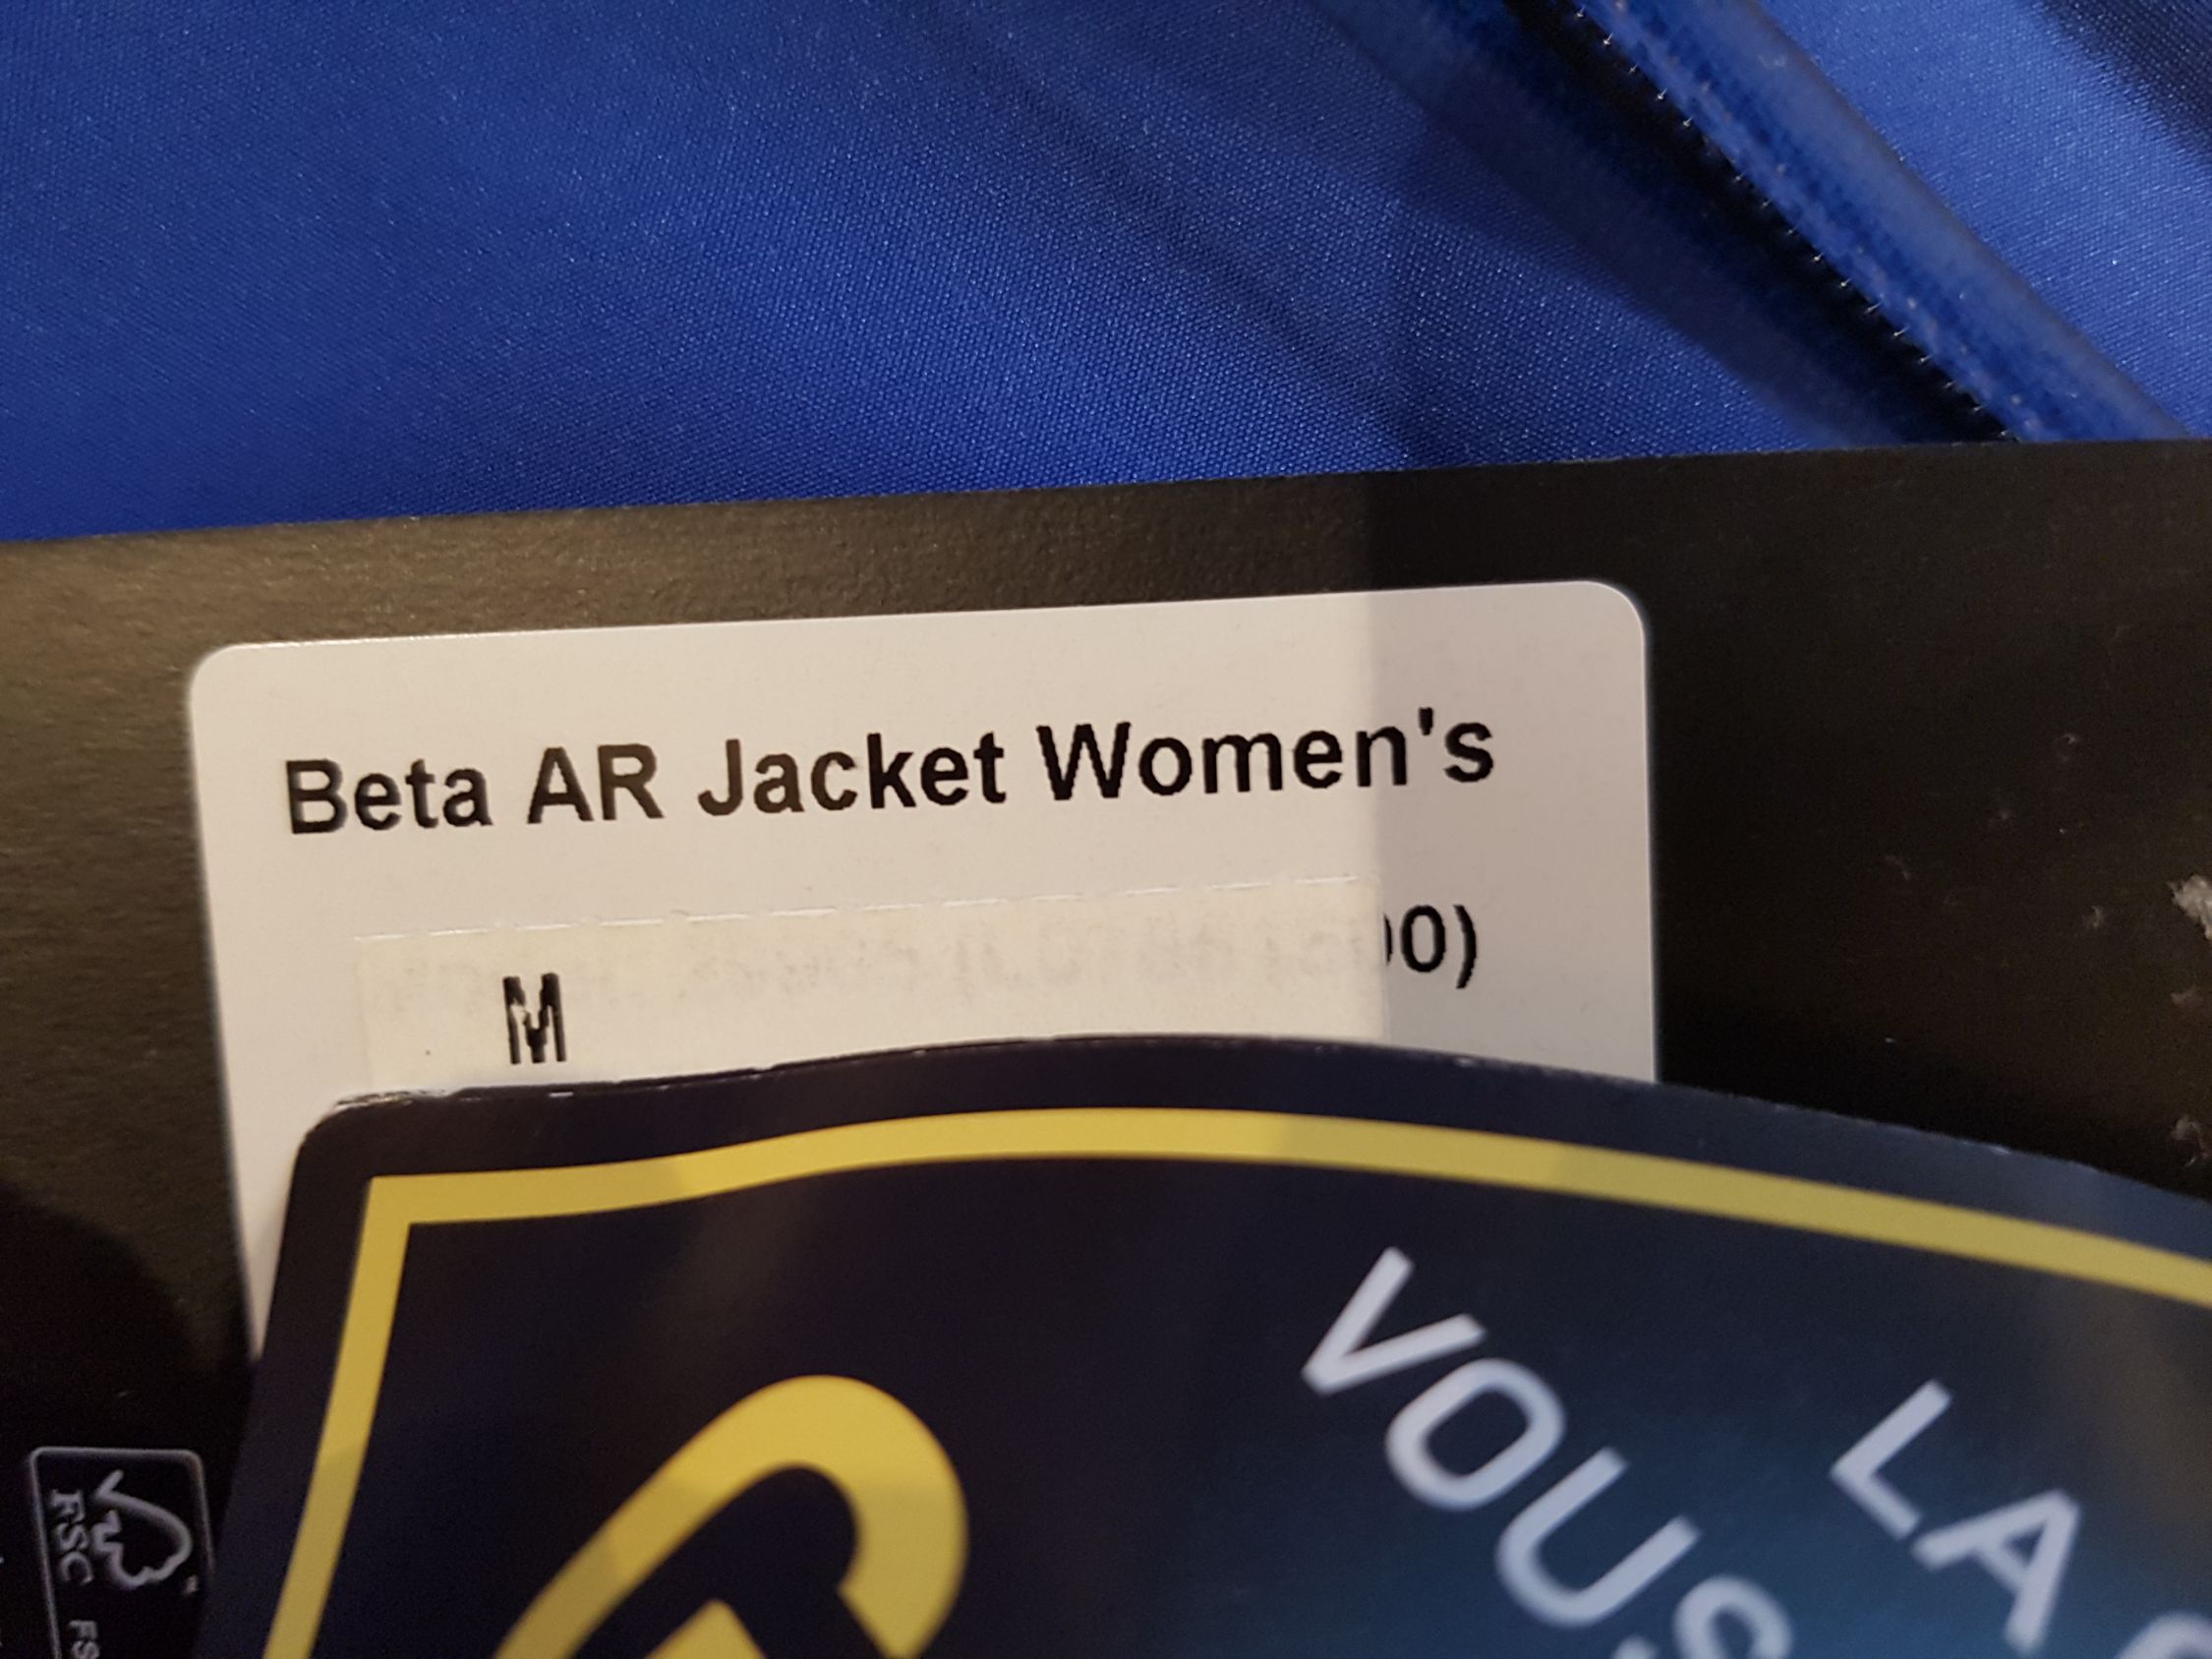 Beta AR Jacket Women's
0)
M
VOUS
LA
FSC